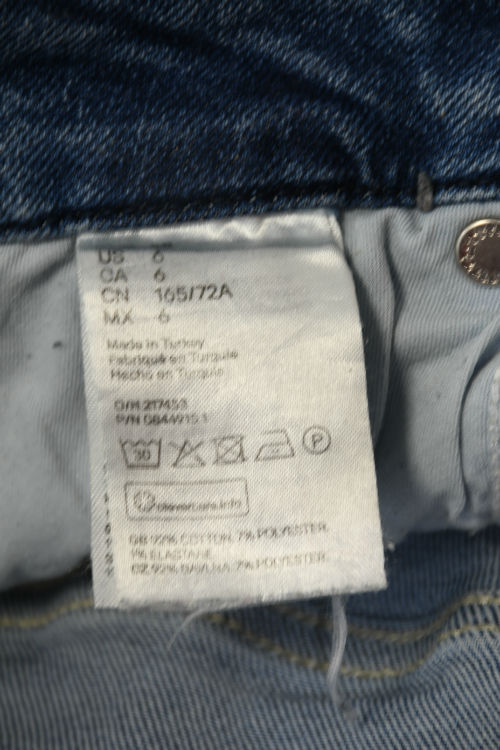 US 6
CA 6
CN 165/72A
MX 6
Made in Turkey
Fabriqué en Turquie
Hecho en Turquía
O/N 217453
P/N 0844915 1
30
P
clevercare.info
GB 92% COTTON, 7% POLYESTER,
1% ELASTANE
CZ 92% BAVLNA, 7% POLYESTER,